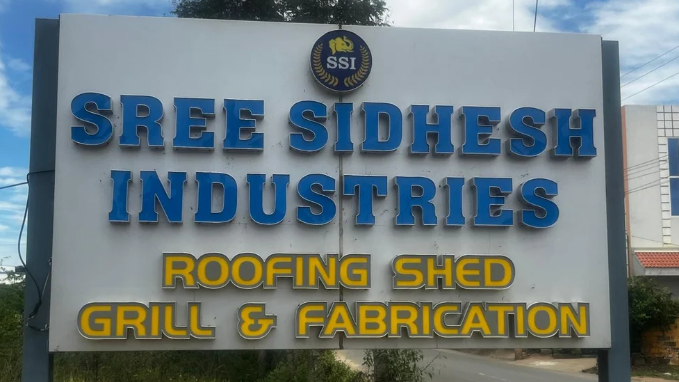 SSI
SREE SIDHESH
INDUSTRIES
ROOFING SHED
GRILL & FABRICATION